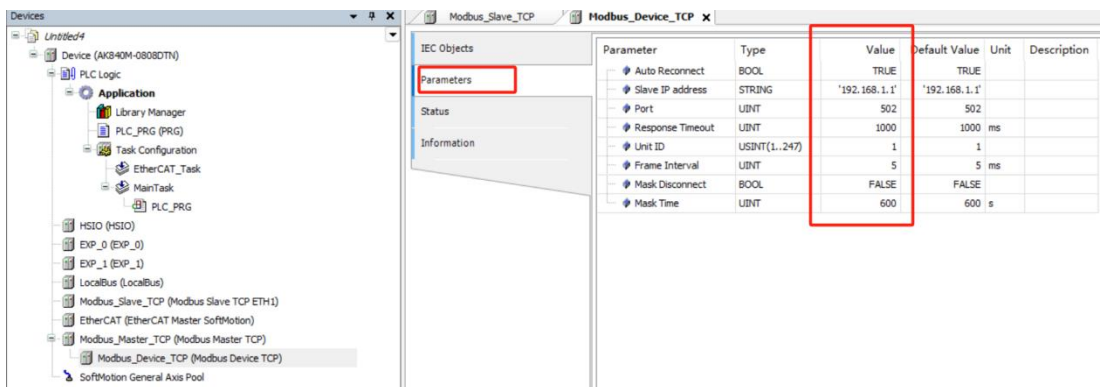 Devices
Untitled4
Device (AK840M-0808DTN)
PLC Logic
Application
Library Manager
PLC_PRG (PRG)
Task Configuration
EtherCAT_Task
MainTask
PLC_PRG
HSIO (HSIO)
EXP_0 (EXP_0)
EXP_1 (EXP_1)
LocalBus (LocalBus)
Modbus_Slave_TCP (Modbus Slave TCP ETH1)
EtherCAT (EtherCAT Master SoftMotion)
Modbus_Master_TCP (Modbus Master TCP)
Modbus_Device_TCP (Modbus Device TCP)
SoftMotion General Axis Pool
Modbus_Slave_TCP Modbus_Device_TCP X
IEC Objects
Parameters
Status
Information
Parameter Type Value Default Value Unit Description
Auto Reconnect BOOL TRUE TRUE
Slave IP address STRING '192.168.1.1' '192.168.1.1'
Port UINT 502 502
Response Timeout UINT 1000 1000 ms
Unit ID USINT(1..247) 1 1
Frame Interval UINT 5 5 ms
Mask Disconnect BOOL FALSE FALSE
Mask Time UINT 600 600 s